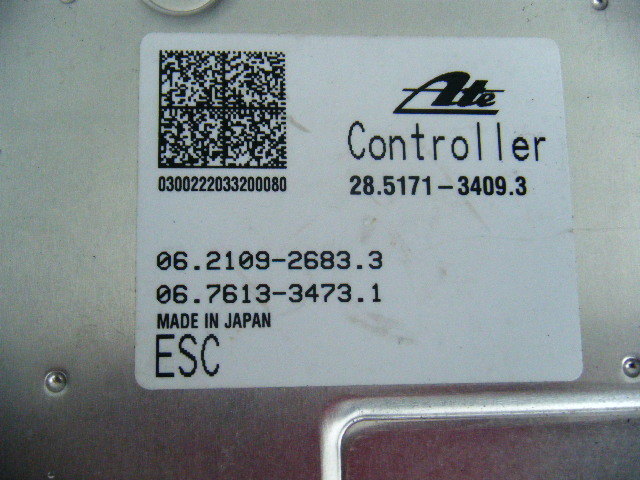 Ate
Controller
0300222033200080
28.5171-3409.3
06.2109-2683.3
06.7613-3473.1
MADE IN JAPAN
ESC